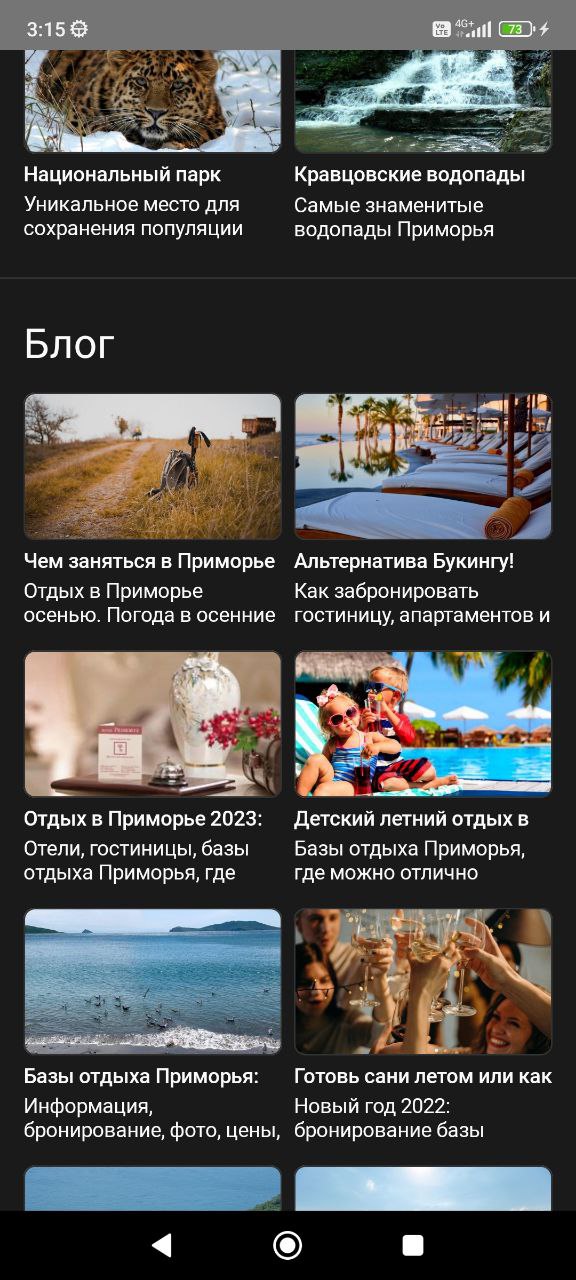 3:15
Vo LTE 4G+ 73
Национальный парк
Уникальное место для
сохранения популяции
Кравцовские водопады
Самые знаменитые
водопады Приморья
Блог
Чем заняться в Приморье
Отдых в Приморье
осенью. Погода в осенние
Альтернатива Букингу!
Как забронировать
гостиницу, апартаментов и
Отдых в Приморье 2023:
Отели, гостиницы, базы
отдыха Приморья, где
Детский летний отдых в
Базы отдыха Приморья,
где можно отлично
Базы отдыха Приморья:
Информация,
бронирование, фото, цены,
Готовь сани летом или как
Новый год 2022:
бронирование базы